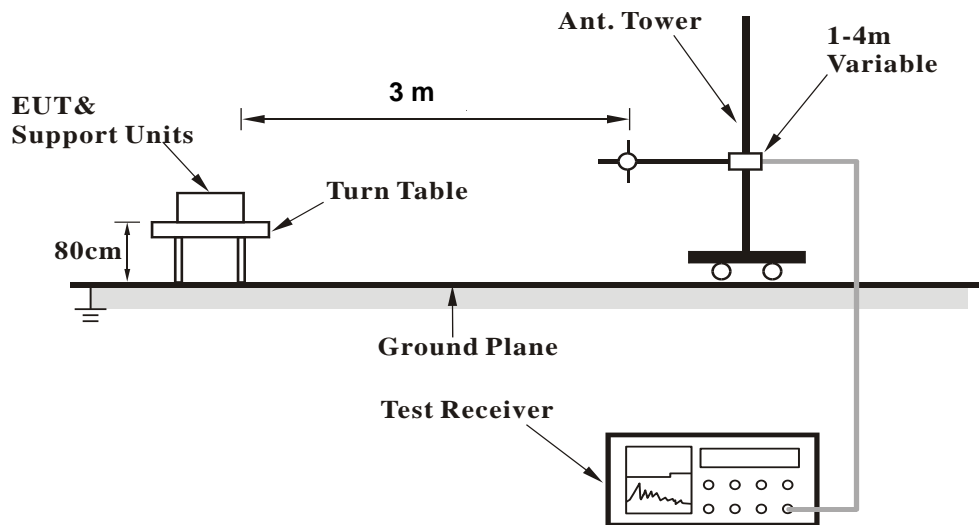 Ant. Tower
1-4m
Variable
3 m
EUT&
Support Units
Turn Table
80cm
Ground Plane
Test Receiver